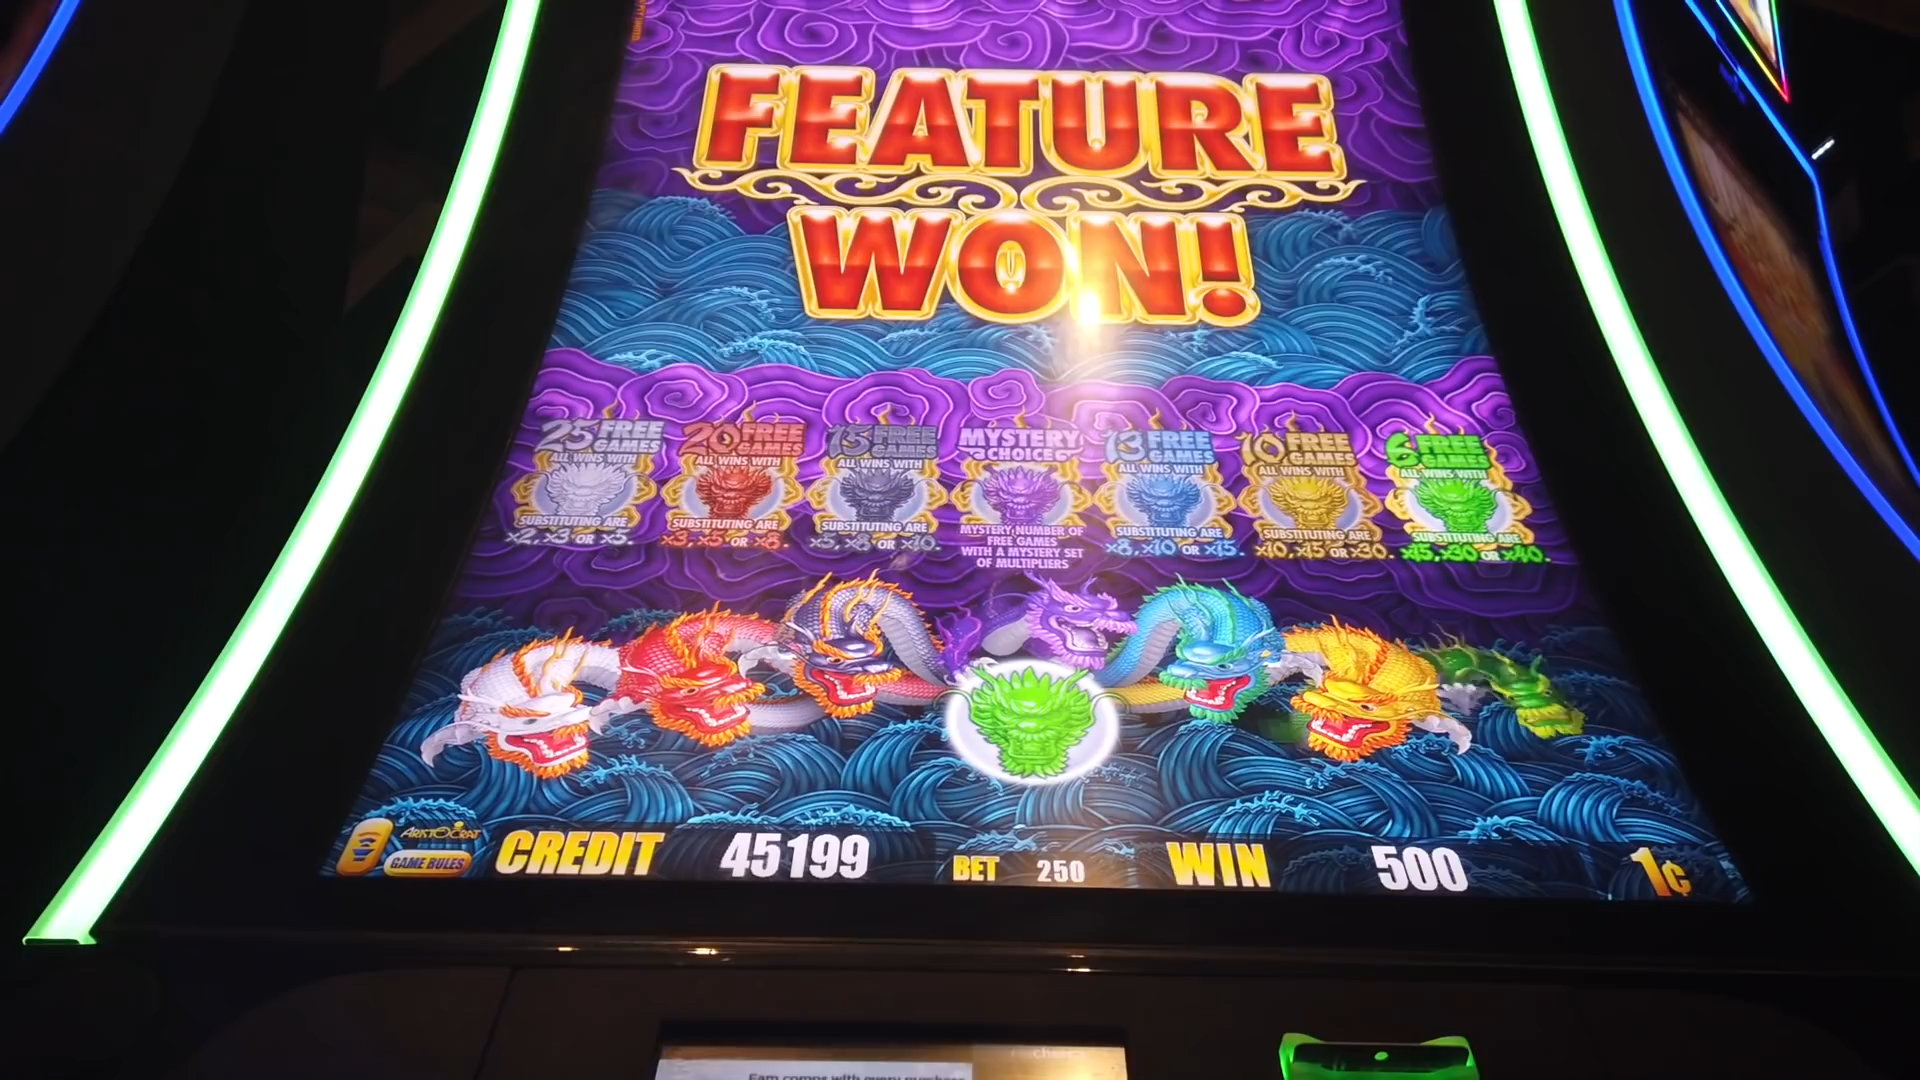 FEATURE
WON!
25 FREE GAMES
ALL WINS WITH
SUBSTITUTING ARE
x2, x3 OR x5.
20 FREE GAMES
ALL WINS WITH
SUBSTITUTING ARE
x3, x5 OR x8.
15 FREE GAMES
ALL WINS WITH
SUBSTITUTING ARE
x5, x8 OR x10.
MYSTERY
CHOICE
MYSTERY NUMBER OF
FREE GAMES
WITH A MYSTERY SET
OF MULTIPLIERS
13 FREE GAMES
ALL WINS WITH
SUBSTITUTING ARE
x8, x10 OR x15.
10 FREE GAMES
ALL WINS WITH
SUBSTITUTING ARE
x10, x15 OR x30.
6 FREE GAMES
ALL WINS WITH
SUBSTITUTING ARE
x15, x30 OR x40.
ARISTOCRAT
GAME RULES
CREDIT 45199
BET 250
WIN 500
1¢
Earn comps with every